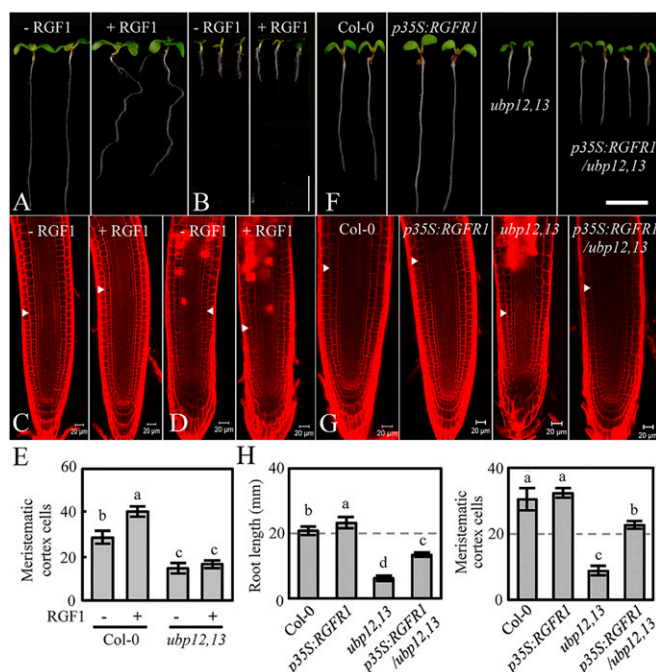 - RGF1
+ RGF1
- RGF1
+ RGF1
Col-0
p35S:RGFR1
ubp12,13
p35S:RGFR1
/ubp12,13
A
B
F
- RGF1
+ RGF1
- RGF1
+ RGF1
Col-0
p35S:RGFR1
ubp12,13
p35S:RGFR1
/ubp12,13
C
D
G
20 μm
20 μm
20 μm
20 μm
20 μm
20 μm
20 μm
20 μm
E
Meristematic
cortex cells
60
40
20
0
b
a
c
c
RGF1
-
+
-
+
Col-0
ubp12,13
H
Root length (mm)
40
20
0
b
a
d
c
Col-0
p35S:RGFR1
ubp12,13
p35S:RGFR1
/ubp12,13
Meristematic
cortex cells
40
20
0
a
a
c
b
Col-0
p35S:RGFR1
ubp12,13
p35S:RGFR1
/ubp12,13